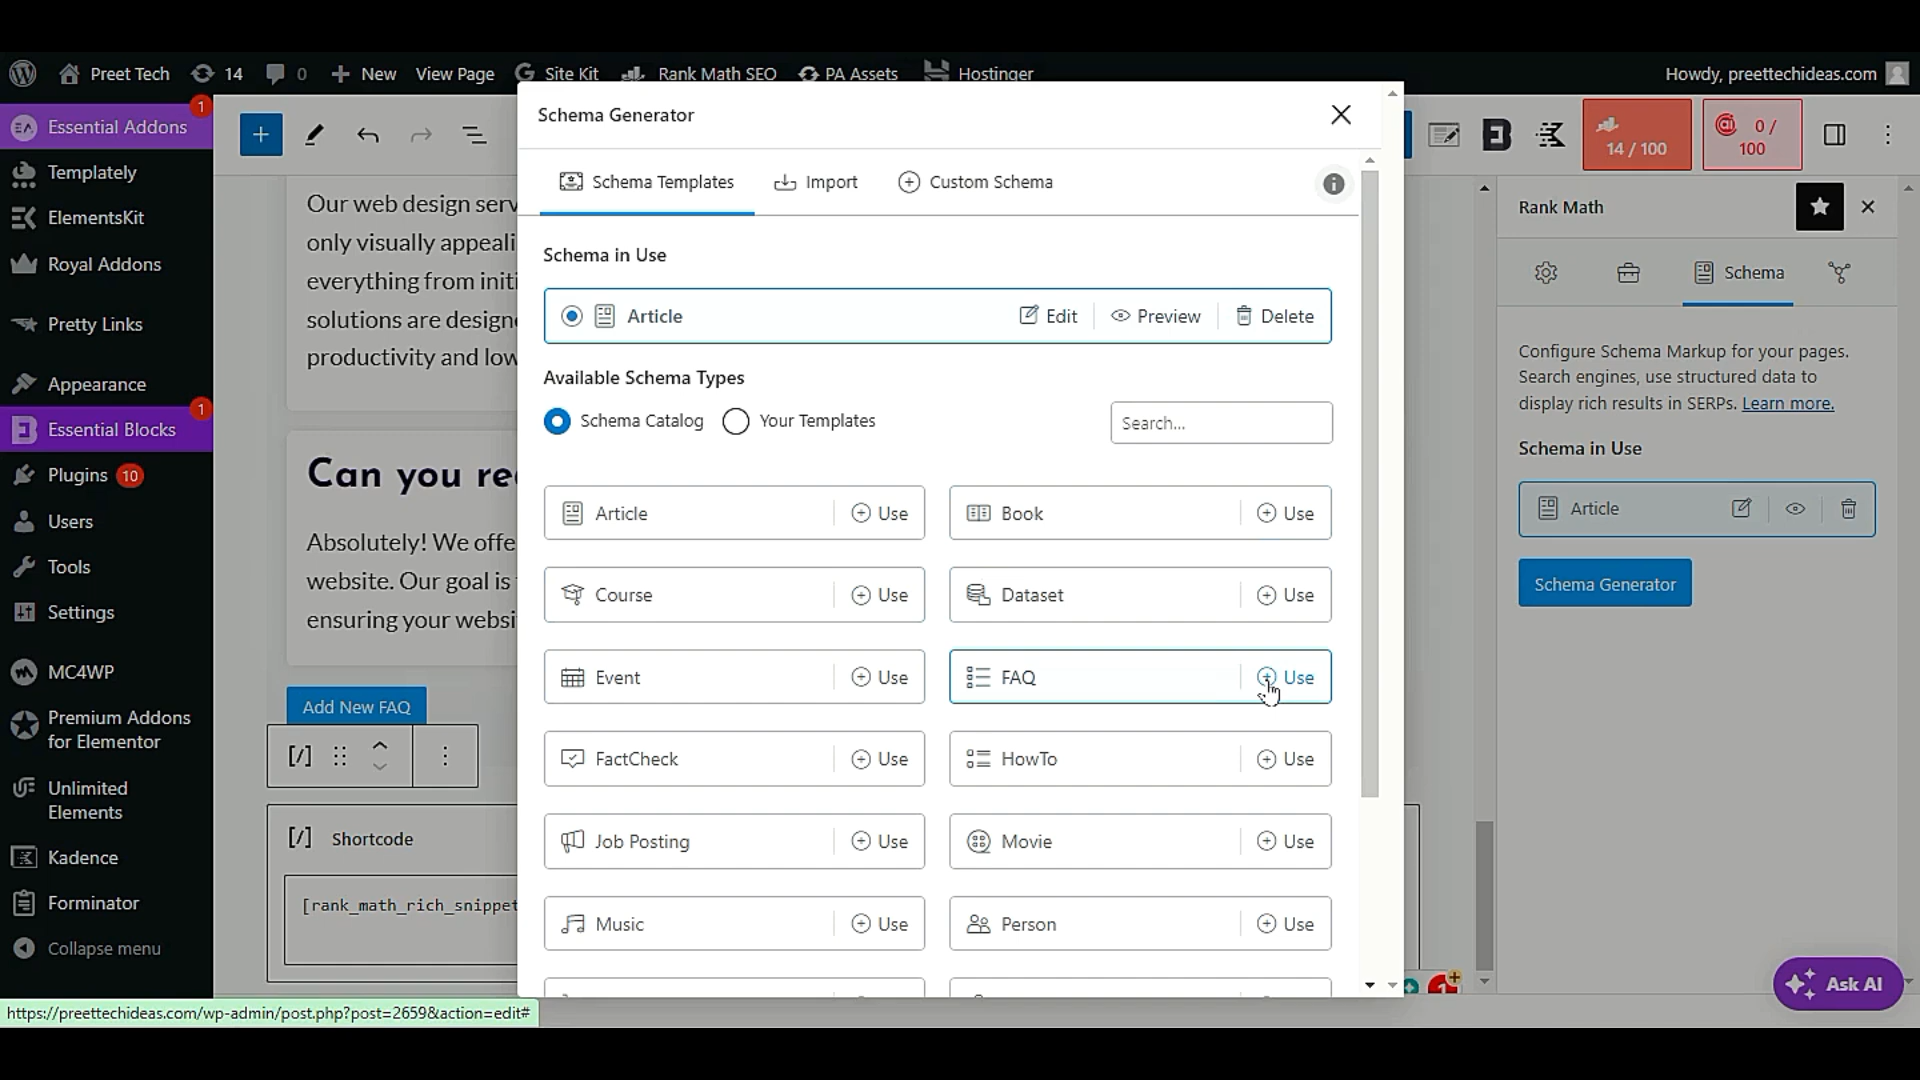 Preet Tech 14 0 New View Page Site Kit Rank Math SEO PA Assets Hostinger Howdy, preettechideas.com
1
Essential Addons
Templately
ElementsKit
Royal Addons
Pretty Links
Appearance
1
Essential Blocks
Plugins 10
Users
Tools
Settings
MC4WP
Premium Addons
for Elementor
Unlimited
Elements
Kadence
Forminator
Collapse menu
Our web design serv
only visually appeali
everything from initi
solutions are designe
productivity and low
Can you re
Absolutely! We offe
website. Our goal is
ensuring your websi
Add New FAQ
[/]
[/] Shortcode
[rank_math_rich_snippet
Schema Generator
Schema Templates Import Custom Schema
Schema in Use
Article Edit Preview Delete
Available Schema Types
Schema Catalog Your Templates Search...
Article Use Book Use
Course Use Dataset Use
Event Use FAQ Use
FactCheck Use HowTo Use
Job Posting Use Movie Use
Music Use Person Use
14 / 100
0 /
100
Rank Math
Schema
Configure Schema Markup for your pages.
Search engines, use structured data to
display rich results in SERPs. Learn more.
Schema in Use
Article
Schema Generator
Ask AI
https://preettechideas.com/wp-admin/post.php?post=2659&action=edit#